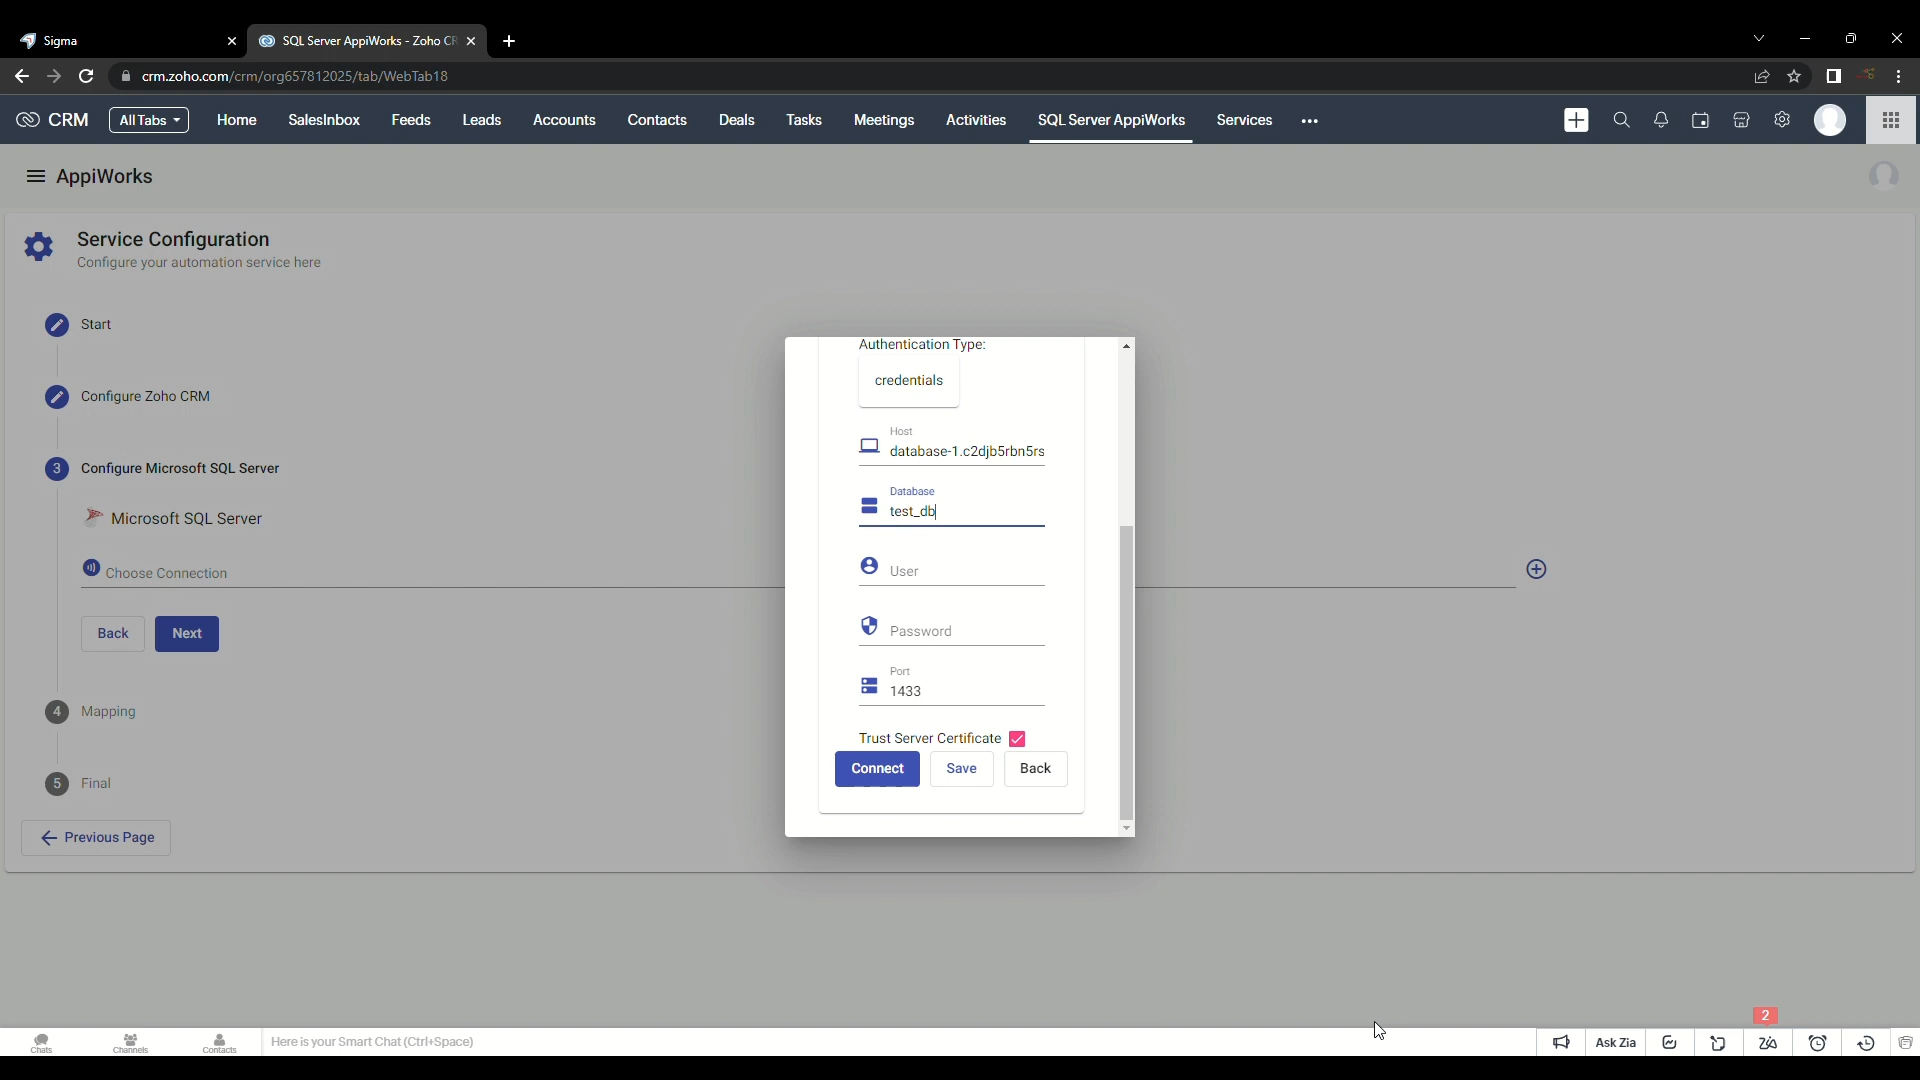 Sigma
SQL Server AppiWorks - Zoho CR
crm.zoho.com/crm/org657812025/tab/WebTab18
CRM
All Tabs
Home
SalesInbox
Feeds
Leads
Accounts
Contacts
Deals
Tasks
Meetings
Activities
SQL Server AppiWorks
Services
AppiWorks
Service Configuration
Configure your automation service here
Start
Configure Zoho CRM
3
Configure Microsoft SQL Server
Microsoft SQL Server
Choose Connection
Back
Next
4
Mapping
5
Final
Previous Page
Authentication Type:
credentials
Host
database-1.c2djb5rbn5rs
Database
test_db
User
Password
Port
1433
Trust Server Certificate
Connect
Save
Back
2
Chats
Channels
Contacts
Here is your Smart Chat (Ctrl+Space)
Ask Zia